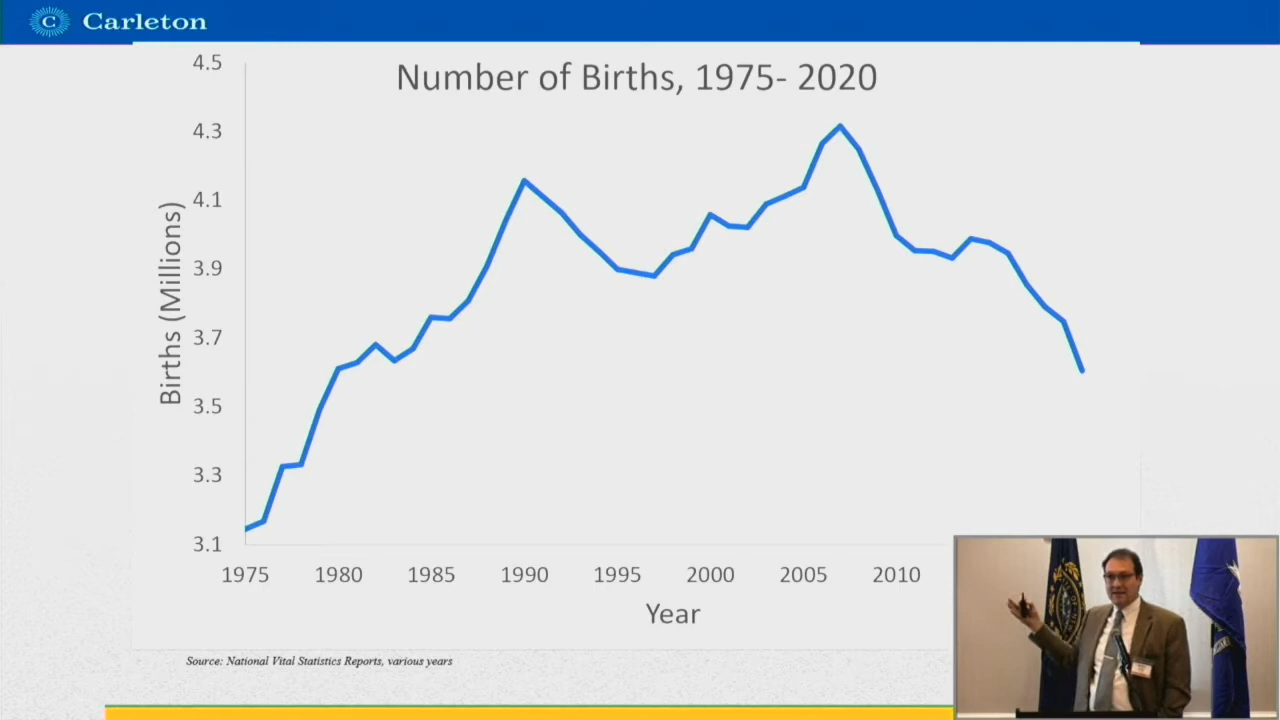 Carleton
Number of Births, 1975- 2020
4.5
4.3
4.1
3.9
3.7
3.5
3.3
3.1
Births (Millions)
1975 1980 1985 1990 1995 2000 2005 2010
Year
Source: National Vital Statistics Reports, various years